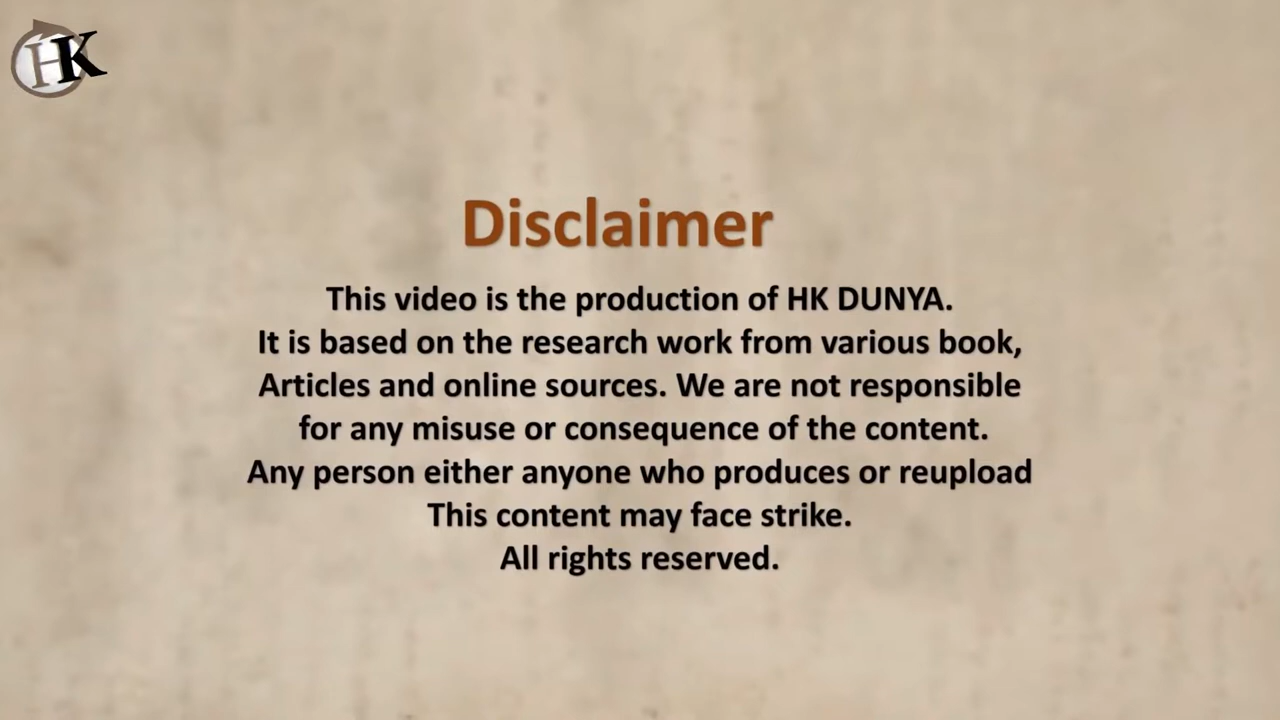 HK
Disclaimer
This video is the production of HK DUNYA.
It is based on the research work from various book,
Articles and online sources. We are not responsible
for any misuse or consequence of the content.
Any person either anyone who produces or reupload
This content may face strike.
All rights reserved.